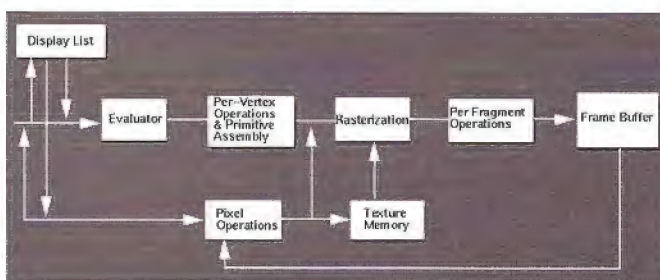 Display List
Evaluator
Per-Vertex
Operations
& Primitive
Assembly
Rasterization
Per Fragment
Operations
Frame Buffer
Pixel
Operations
Texture
Memory